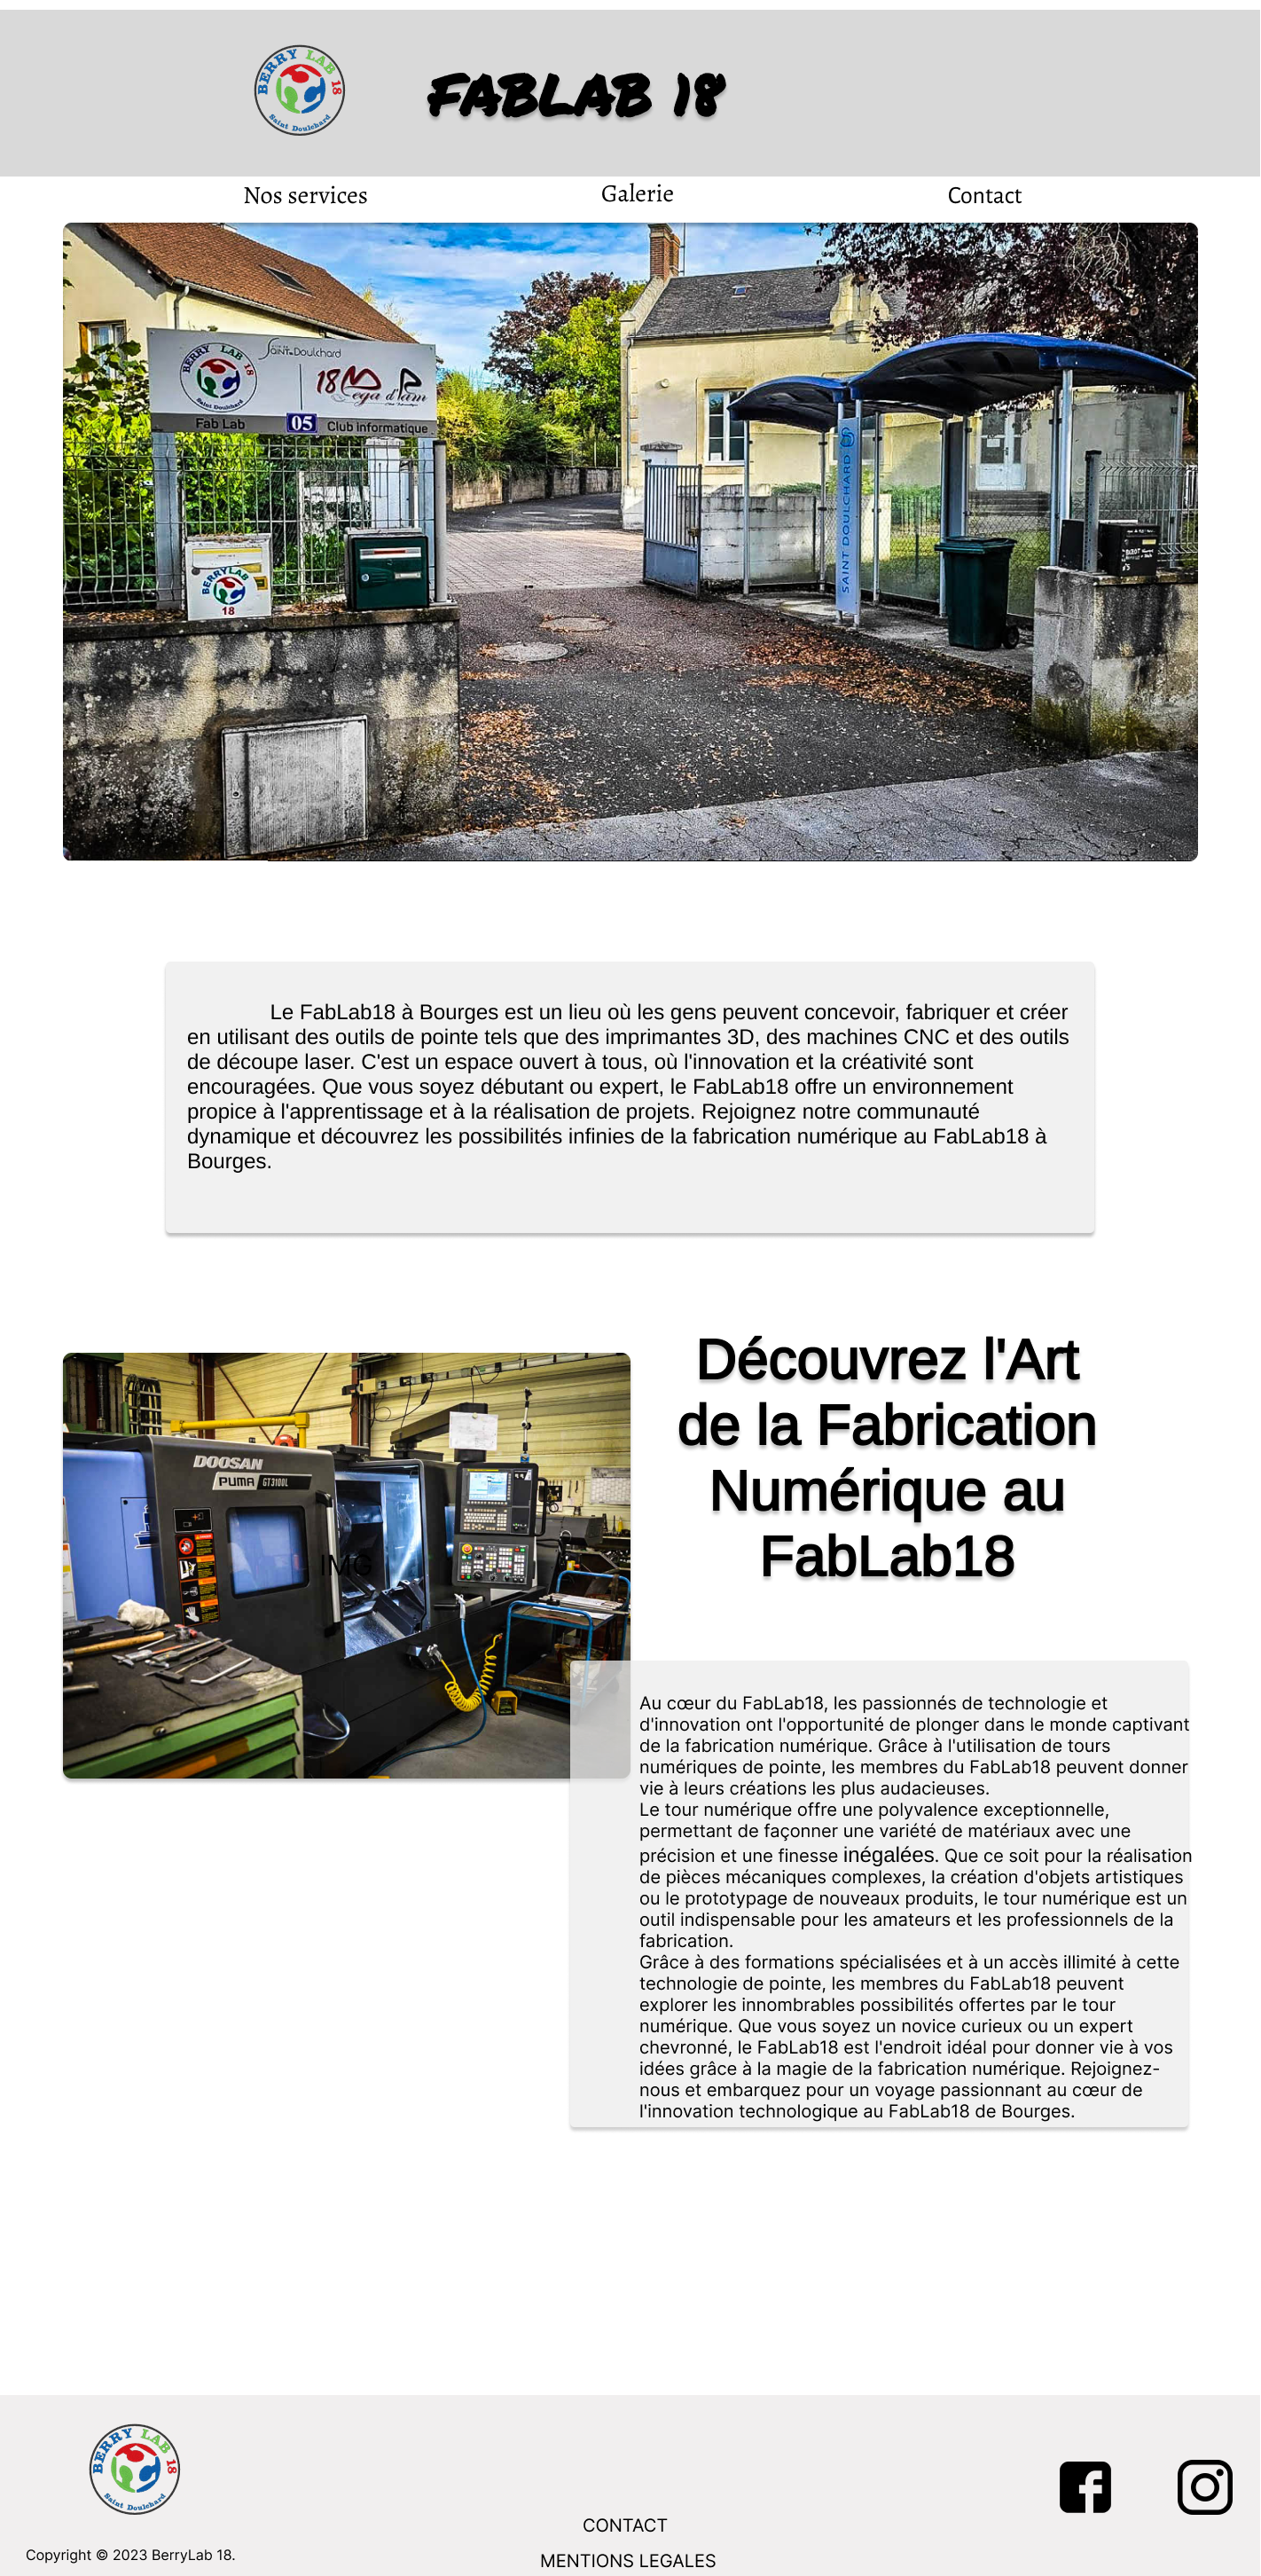 BERRY LAB 18
Saint Doulchard
FABLAB 18
Nos services
Galerie
Contact
BERRY LAB 18
Saint Doulchard
SAINT-Doulchard
18 Mega d'Ram
Fab Lab
05
Club informatique
SAINT DOULCHARD
BERRYLAB
18
Le FabLab18 à Bourges est un lieu où les gens peuvent concevoir, fabriquer et créer
en utilisant des outils de pointe tels que des imprimantes 3D, des machines CNC et des outils
de découpe laser. C'est un espace ouvert à tous, où l'innovation et la créativité sont
encouragées. Que vous soyez débutant ou expert, le FabLab18 offre un environnement
propice à l'apprentissage et à la réalisation de projets. Rejoignez notre communauté
dynamique et découvrez les possibilités infinies de la fabrication numérique au FabLab18 à
Bourges.
DOOSAN
PUMA GT3100L
IMG
Découvrez l'Art
de la Fabrication
Numérique au
FabLab18
Au cœur du FabLab18, les passionnés de technologie et
d'innovation ont l'opportunité de plonger dans le monde captivant
de la fabrication numérique. Grâce à l'utilisation de tours
numériques de pointe, les membres du FabLab18 peuvent donner
vie à leurs créations les plus audacieuses.
Le tour numérique offre une polyvalence exceptionnelle,
permettant de façonner une variété de matériaux avec une
précision et une finesse inégalées. Que ce soit pour la réalisation
de pièces mécaniques complexes, la création d'objets artistiques
ou le prototypage de nouveaux produits, le tour numérique est un
outil indispensable pour les amateurs et les professionnels de la
fabrication.
Grâce à des formations spécialisées et à un accès illimité à cette
technologie de pointe, les membres du FabLab18 peuvent
explorer les innombrables possibilités offertes par le tour
numérique. Que vous soyez un novice curieux ou un expert
chevronné, le FabLab18 est l'endroit idéal pour donner vie à vos
idées grâce à la magie de la fabrication numérique. Rejoignez-
nous et embarquez pour un voyage passionnant au cœur de
l'innovation technologique au FabLab18 de Bourges.
BERRY LAB 18
Saint Doulchard
CONTACT
Copyright © 2023 BerryLab 18.
MENTIONS LEGALES